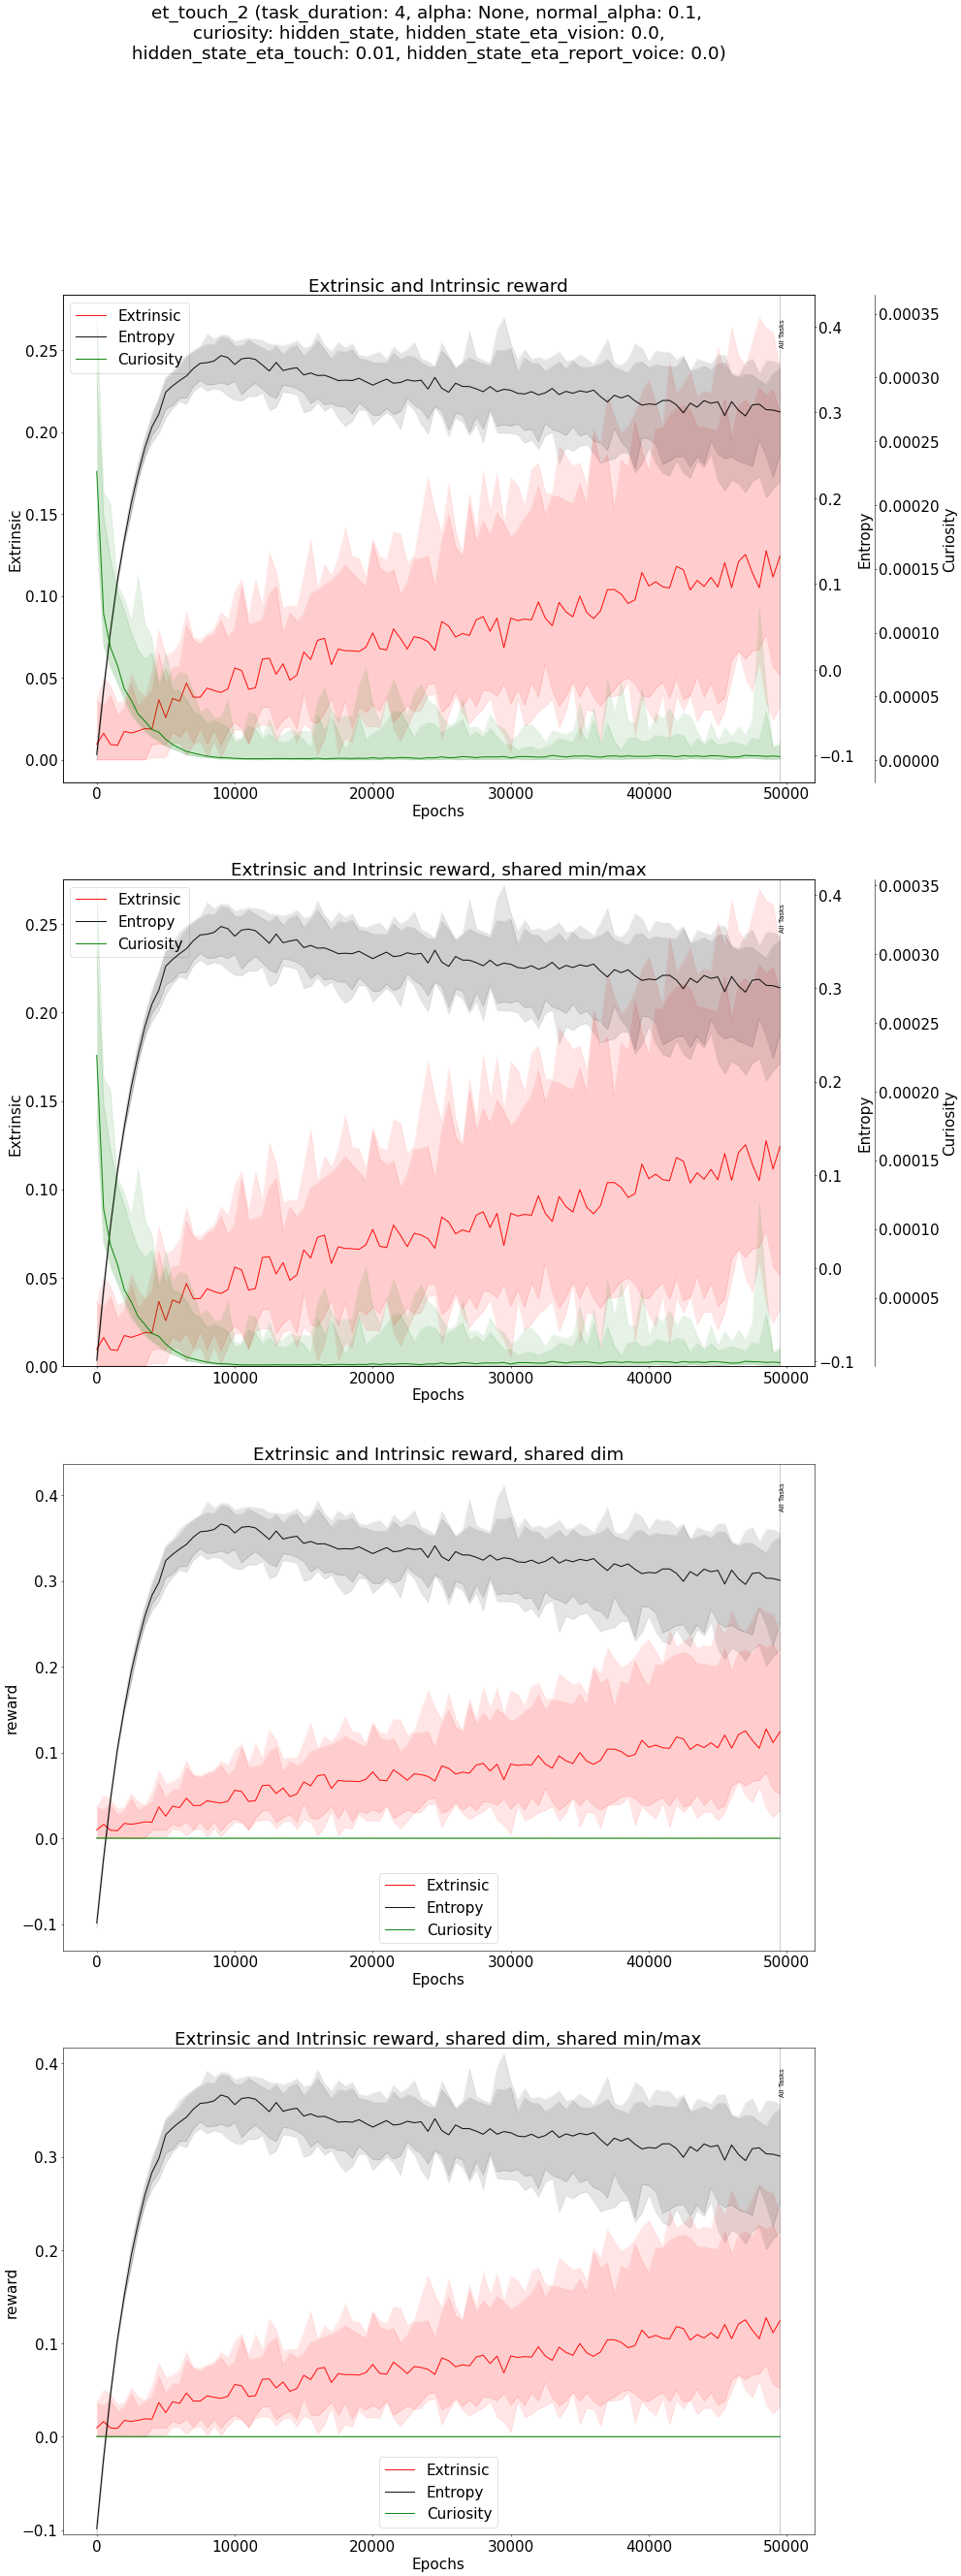 et_touch_2 (task_duration: 4, alpha: None, normal_alpha: 0.1,
curiosity: hidden_state, hidden_state_eta_vision: 0.0,
hidden_state_eta_touch: 0.01, hidden_state_eta_report_voice: 0.0)
Extrinsic and Intrinsic reward
Extrinsic
Entropy
Curiosity
All Tasks
0.25
0.20
0.15
0.10
0.05
0.00
Extrinsic
0.4
0.3
0.2
0.1
0.0
−0.1
Entropy
0.00035
0.00030
0.00025
0.00020
0.00015
0.00010
0.00005
0.00000
Curiosity
0 10000 20000 30000 40000 50000
Epochs
Extrinsic and Intrinsic reward, shared min/max
Extrinsic
Entropy
Curiosity
All Tasks
0.25
0.20
0.15
0.10
0.05
0.00
Extrinsic
0.4
0.3
0.2
0.1
0.0
−0.1
Entropy
0.00035
0.00030
0.00025
0.00020
0.00015
0.00010
0.00005
Curiosity
0 10000 20000 30000 40000 50000
Epochs
Extrinsic and Intrinsic reward, shared dim
All Tasks
0.4
0.3
0.2
0.1
0.0
−0.1
reward
Extrinsic
Entropy
Curiosity
0 10000 20000 30000 40000 50000
Epochs
Extrinsic and Intrinsic reward, shared dim, shared min/max
All Tasks
0.4
0.3
0.2
0.1
0.0
−0.1
reward
Extrinsic
Entropy
Curiosity
0 10000 20000 30000 40000 50000
Epochs